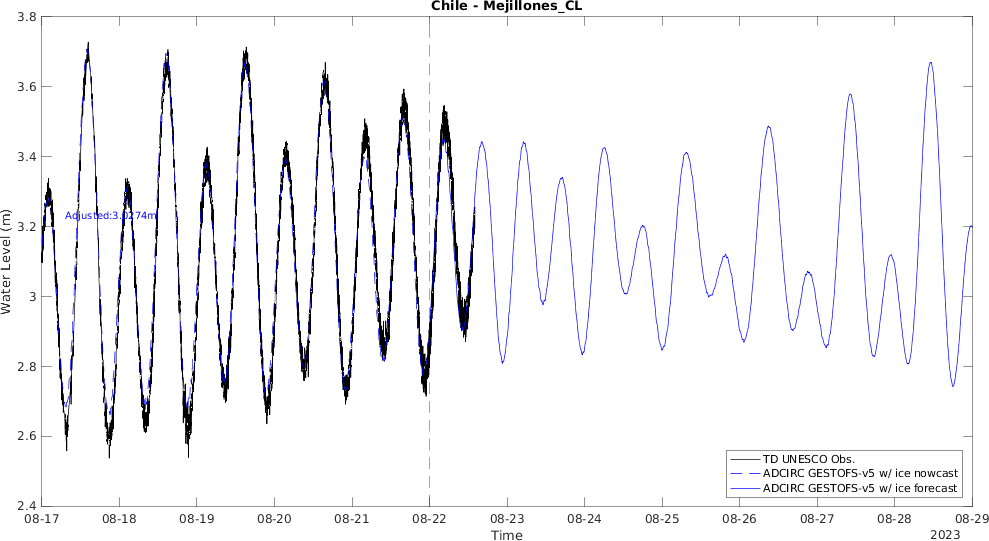 Chile - Mejillones_CL
3.8
3.6
3.4
3.2
3
2.8
2.6
2.4
Water Level (m)
Adjusted:3.0274m
TD UNESCO Obs.
ADCIRC GESTOFS-v5 w/ ice nowcast
ADCIRC GESTOFS-v5 w/ ice forecast
08-17 08-18 08-19 08-20 08-21 08-22 08-23 08-24 08-25 08-26 08-27 08-28 08-29
Time
2023